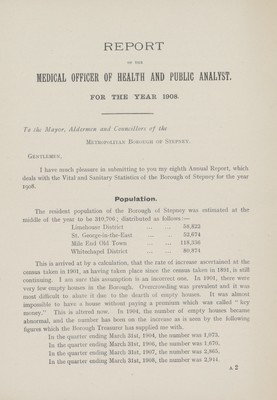 REPORT
OF THE
MEDICAL OFFICER OF HEALTH AND PUBLIC ANALYST.
FOR THE YEAR 1908.
To the Mayor, Aldermen and Councillors of the
METROPOLITAN BOROUGH OF STEPNEY.
GENTLEMEN,
I have much pleasure in submitting to you my eighth Annual Report, which
deals with the Vital and Sanitary Statistics of the Borough of Stepney for the year
1908.
Population.
The resident population of the Borough of Stepney was estimated at the
middle of the year to be 310,706; distributed as follows:—
Limehouse District ... ... 59,822
St. George-in-the-East ... ... 53,674
Mile End Old Town ... ... 116,336
Whitechapel District ... ... 80,874
This is arrived at by a calculation, that the rate of increase ascertained at the
census taken in 1901, as having taken place since the census taken in 1891, is still
continuing. I am sure this assumption is an incorrect one. In 1901, there were
very few empty houses in the Borough. Overcrowding was prevalent and it was
most difficult to abate it due to the dearth of empty houses. It was almost
impossible to have a house without paying a premium which was called "key
money." This is altered now. In 1904, the number of empty houses became
abnormal, and the number has been on the increase as is seen by the following
figures which the Borough Treasurer has supplied me with.
In the quarter ending March 31st, 1904, the number was 1,073.
In the quarter ending March 31st, 1906, the number was 1,670.
In the quarter ending March 31st, 1907, the number was 2,005.
In the quarter ending March 31st, 1908, the number was 2,944.
A 2